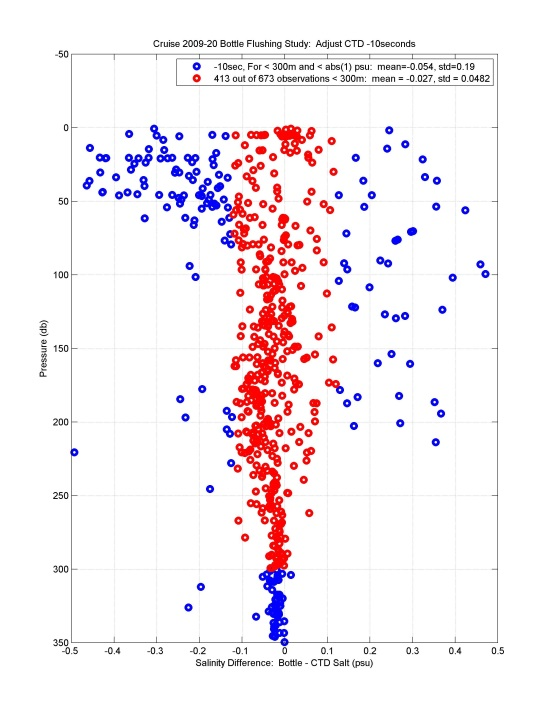 Cruise 2009-20 Bottle Flushing Study: Adjust CTD -10seconds
-10sec, For < 300m and < abs(1) psu: mean=-0.054, std=0.19
413 out of 673 observations < 300m: mean = -0.027, std = 0.0482
-50
0
50
100
150
200
250
300
350
Pressure (db)
-0.5 -0.4 -0.3 -0.2 -0.1 0 0.1 0.2 0.3 0.4 0.5
Salinity Difference: Bottle - CTD Salt (psu)